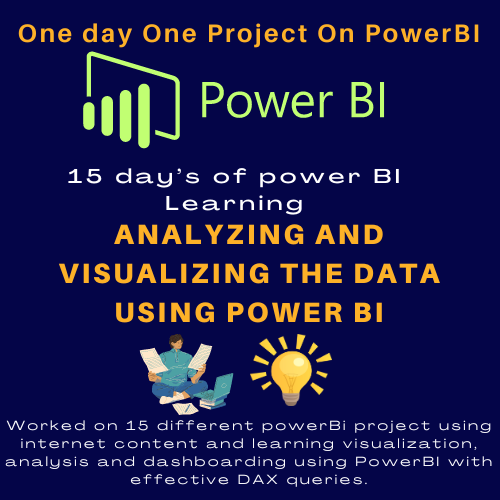 One day One Project On PowerBI
Power BI
15 day's of power BI
Learning
ANALYZING AND
VISUALIZING THE DATA
USING POWER BI
Worked on 15 different powerBi project using
internet content and learning visualization,
analysis and dashboarding using PowerBI with
effective DAX queries.